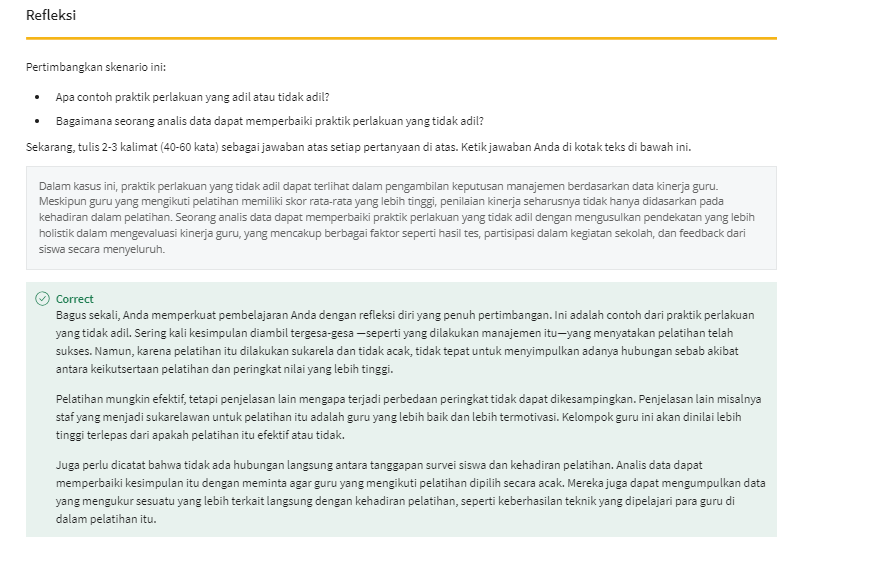 Refleksi
Pertimbangkan skenario ini:
• Apa contoh praktik perlakuan yang adil atau tidak adil?
• Bagaimana seorang analis data dapat memperbaiki praktik perlakuan yang tidak adil?
Sekarang, tulis 2-3 kalimat (40-60 kata) sebagai jawaban atas setiap pertanyaan di atas. Ketik jawaban Anda di kotak teks di bawah ini.
Dalam kasus ini, praktik perlakuan yang tidak adil dapat terlihat dalam pengambilan keputusan manajemen berdasarkan data kinerja guru.
Meskipun guru yang mengikuti pelatihan memiliki skor rata-rata yang lebih tinggi, penilaian kinerja seharusnya tidak hanya didasarkan pada
kehadiran dalam pelatihan. Seorang analis data dapat memperbaiki praktik perlakuan yang tidak adil dengan mengusulkan pendekatan yang lebih
holistik dalam mengevaluasi kinerja guru, yang mencakup berbagai faktor seperti hasil tes, partisipasi dalam kegiatan sekolah, dan feedback dari
siswa secara menyeluruh.
Correct
Bagus sekali, Anda memperkuat pembelajaran Anda dengan refleksi diri yang penuh pertimbangan. Ini adalah contoh dari praktik perlakuan
yang tidak adil. Sering kali kesimpulan diambil tergesa-gesa —seperti yang dilakukan manajemen itu—yang menyatakan pelatihan telah
sukses. Namun, karena pelatihan itu dilakukan sukarela dan tidak acak, tidak tepat untuk menyimpulkan adanya hubungan sebab akibat
antara keikutsertaan pelatihan dan peringkat nilai yang lebih tinggi.
Pelatihan mungkin efektif, tetapi penjelasan lain mengapa terjadi perbedaan peringkat tidak dapat dikesampingkan. Penjelasan lain misalnya
staf yang menjadi sukarelawan untuk pelatihan itu adalah guru yang lebih baik dan lebih termotivasi. Kelompok guru ini akan dinilai lebih
tinggi terlepas dari apakah pelatihan itu efektif atau tidak.
Juga perlu dicatat bahwa tidak ada hubungan langsung antara tanggapan survei siswa dan kehadiran pelatihan. Analis data dapat
memperbaiki kesimpulan itu dengan meminta agar guru yang mengikuti pelatihan dipilih secara acak. Mereka juga dapat mengumpulkan data
yang mengukur sesuatu yang lebih terkait langsung dengan kehadiran pelatihan, seperti keberhasilan teknik yang dipelajari para guru di
dalam pelatihan itu.